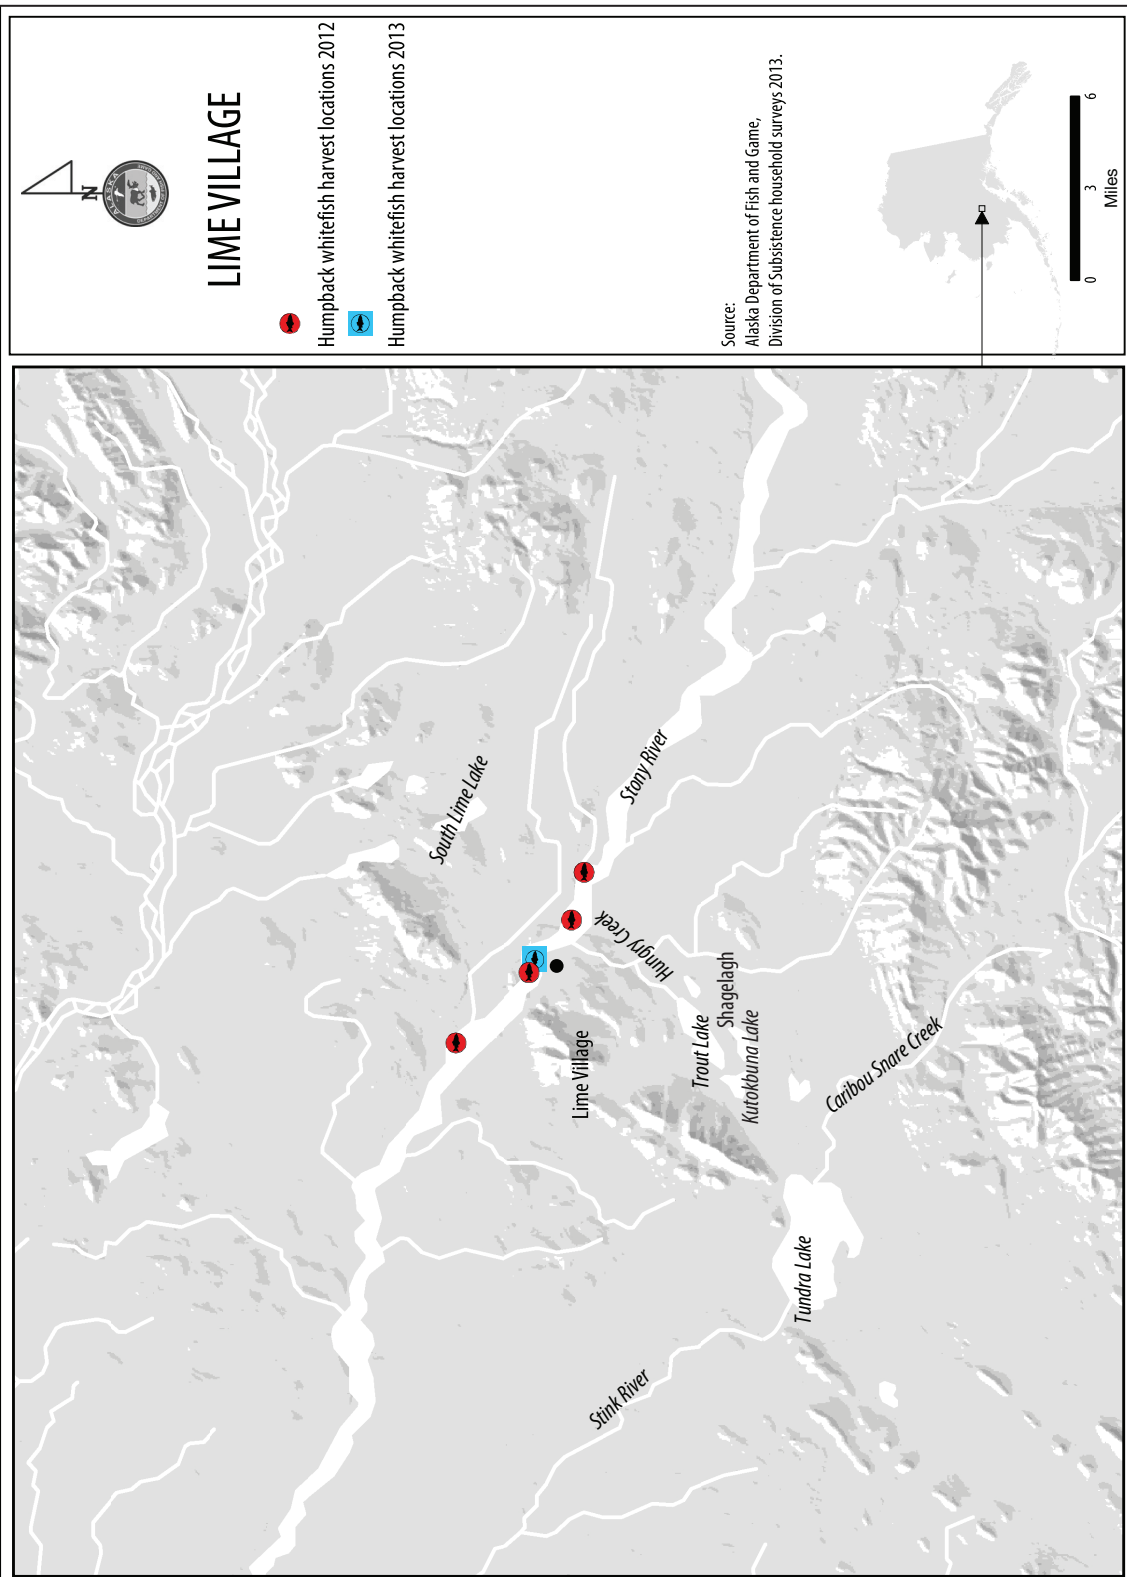 N
LIME VILLAGE
Humpback whitefish harvest locations 2012
Humpback whitefish harvest locations 2013
Source:
Alaska Department of Fish and Game,
Division of Subsistence household surveys 2013.
0 3 6
Miles
South Lime Lake
Stony River
Hungry Creek
Lime Village
Trout Lake
Shagelagh
Kutokbuna Lake
Caribou Snare Creek
Tundra Lake
Stink River
ALASKA